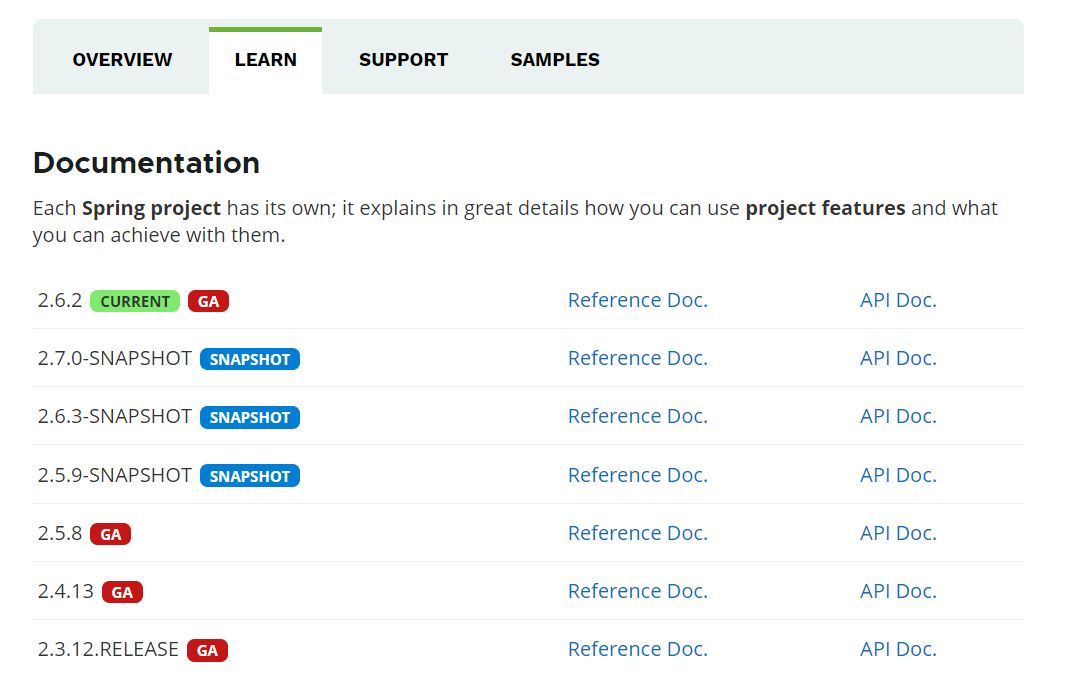 OVERVIEW LEARN SUPPORT SAMPLES
Documentation
Each Spring project has its own; it explains in great details how you can use project features and what
you can achieve with them.
2.6.2 CURRENT GA Reference Doc. API Doc.
2.7.0-SNAPSHOT SNAPSHOT Reference Doc. API Doc.
2.6.3-SNAPSHOT SNAPSHOT Reference Doc. API Doc.
2.5.9-SNAPSHOT SNAPSHOT Reference Doc. API Doc.
2.5.8 GA Reference Doc. API Doc.
2.4.13 GA Reference Doc. API Doc.
2.3.12.RELEASE GA Reference Doc. API Doc.